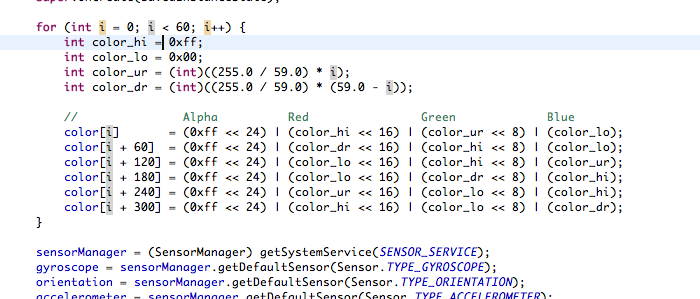 super.onCreate(savedInstanceState);
for (int i = 0; i < 60; i++) {
int color_hi = 0xff;
int color_lo = 0x00;
int color_ur = (int)((255.0 / 59.0) * i);
int color_dr = (int)((255.0 / 59.0) * (59.0 - i));
// Alpha Red Green Blue
color[i] = (0xff << 24) | (color_hi << 16) | (color_ur << 8) | (color_lo);
color[i + 60] = (0xff << 24) | (color_dr << 16) | (color_hi << 8) | (color_lo);
color[i + 120] = (0xff << 24) | (color_lo << 16) | (color_hi << 8) | (color_ur);
color[i + 180] = (0xff << 24) | (color_lo << 16) | (color_dr << 8) | (color_hi);
color[i + 240] = (0xff << 24) | (color_ur << 16) | (color_lo << 8) | (color_hi);
color[i + 300] = (0xff << 24) | (color_hi << 16) | (color_lo << 8) | (color_dr);
}
sensorManager = (SensorManager) getSystemService(SENSOR_SERVICE);
gyroscope = sensorManager.getDefaultSensor(Sensor.TYPE_GYROSCOPE);
orientation = sensorManager.getDefaultSensor(Sensor.TYPE_ORIENTATION);
accelerometer = sensorManager.getDefaultSensor(Sensor.TYPE_ACCELEROMETER);